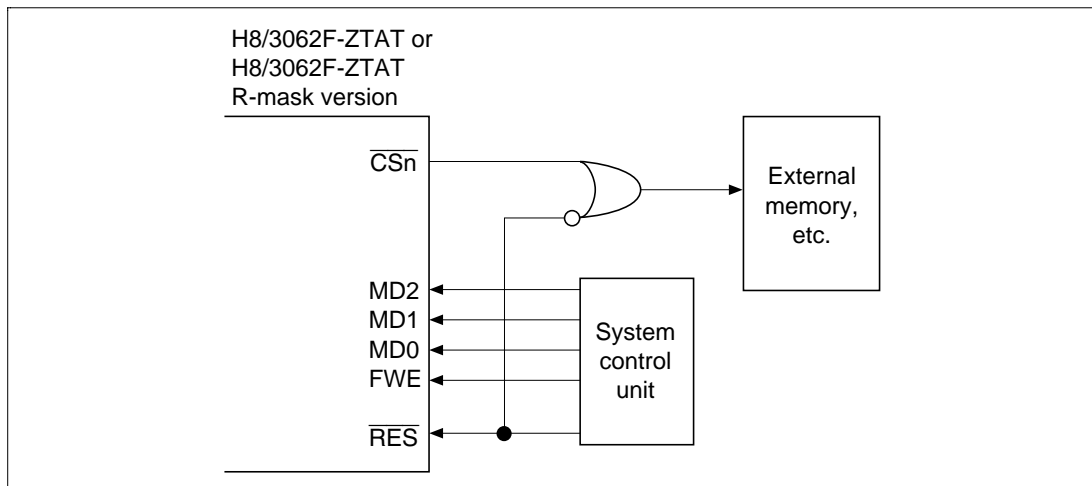 H8/3062F-ZTAT or
H8/3062F-ZTAT
R-mask version
CSn
External
memory,
etc.
MD2
MD1
MD0
FWE
RES
System
control
unit